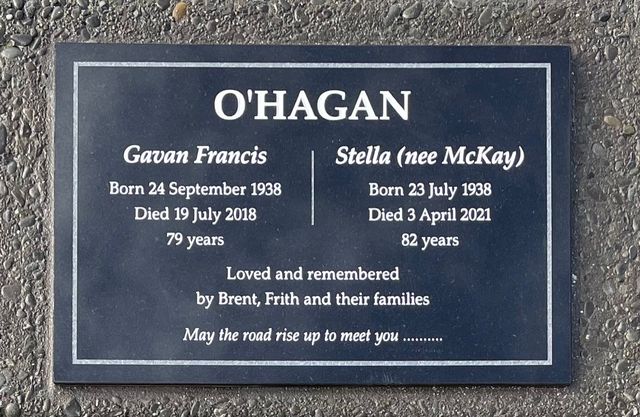 O'HAGAN
Gavan Francis
Born 24 September 1938
Died 19 July 2018
79 years
Stella (nee McKay)
Born 23 July 1938
Died 3 April 2021
82 years
Loved and remembered
by Brent, Frith and their families
May the road rise up to meet you ..........